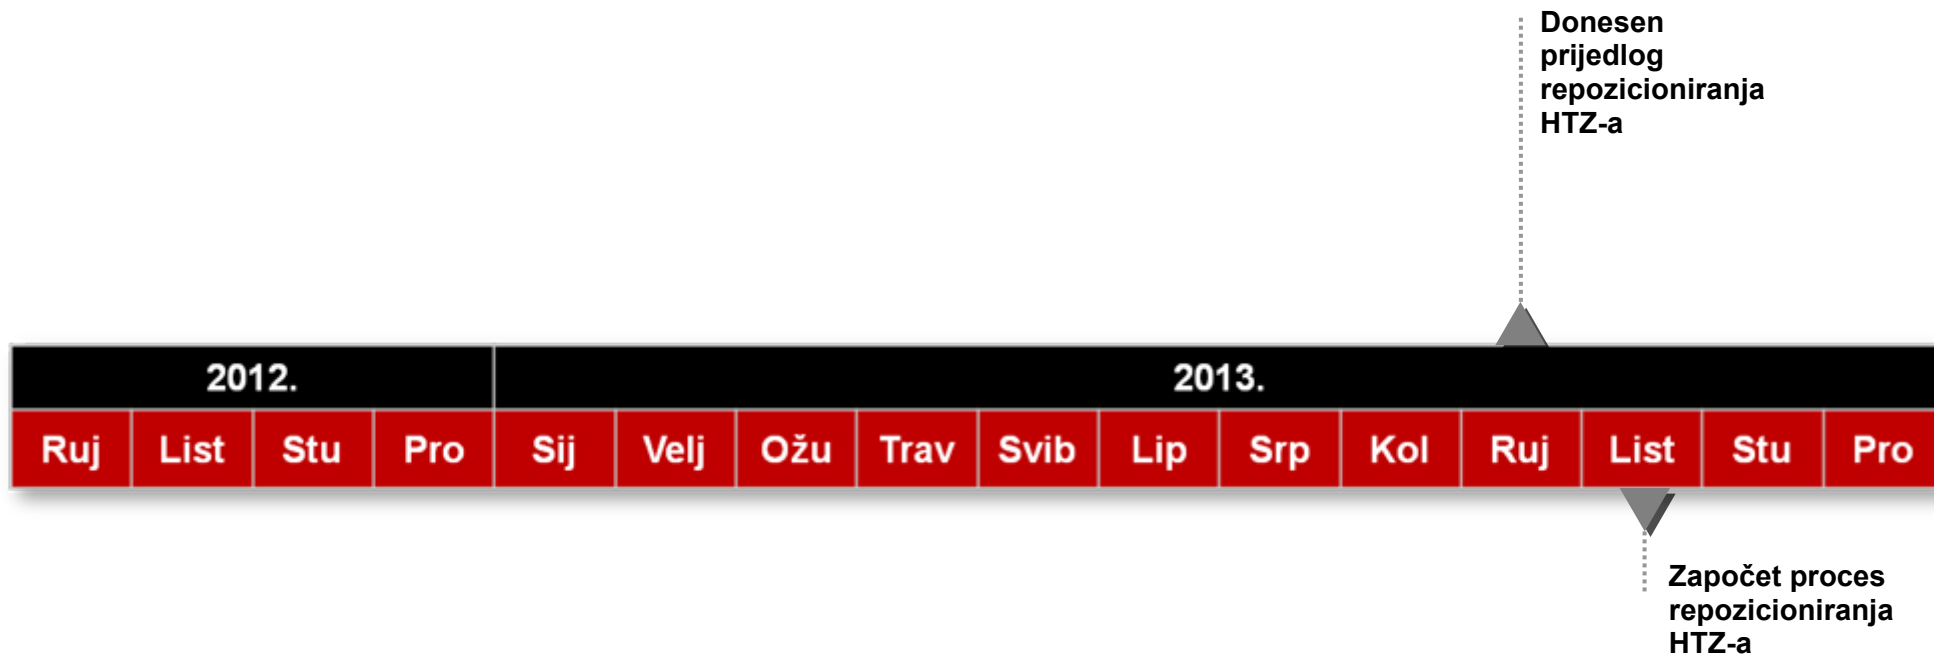 Donesen
prijedlog
repozicioniranja
HTZ-a
2012. 2013.
Ruj List Stu Pro Sij Velj Ožu Trav Svib Lip Srp Kol Ruj List Stu Pro
Započet proces
repozicioniranja
HTZ-a